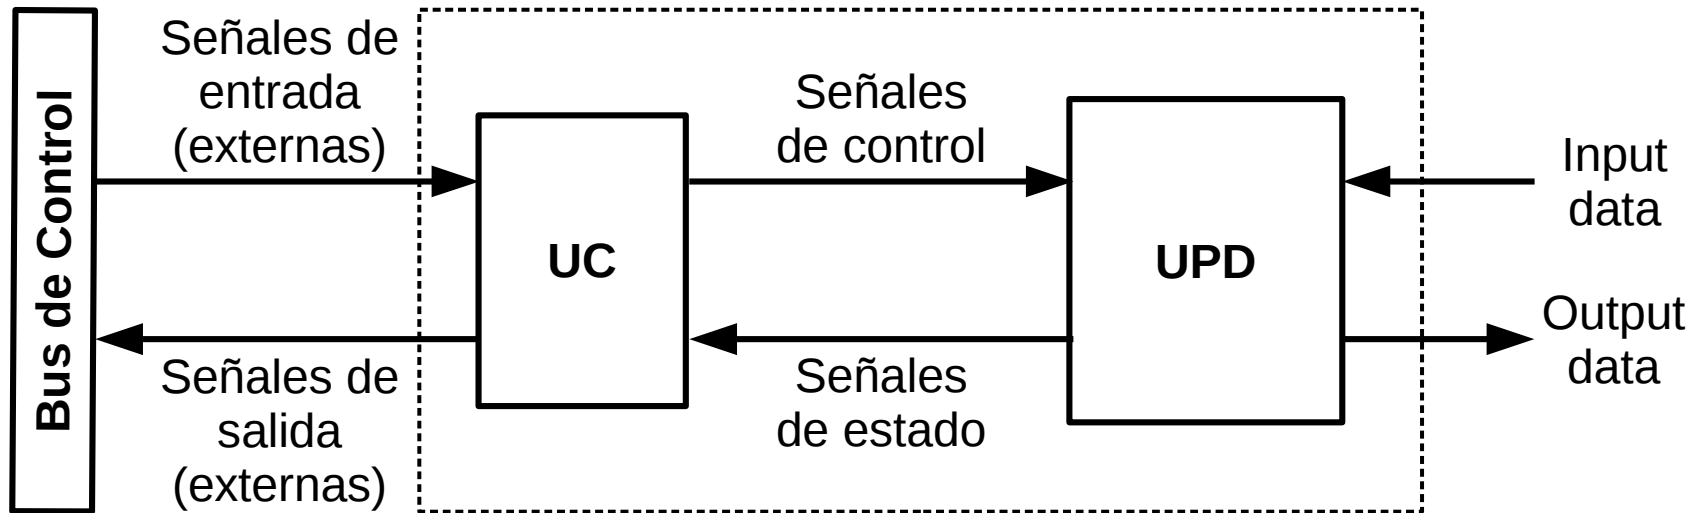 Bus de Control
Señales de
entrada
(externas)
Señales de
salida
(externas)
UC
Señales
de control
Señales
de estado
UPD
Input
data
Output
data